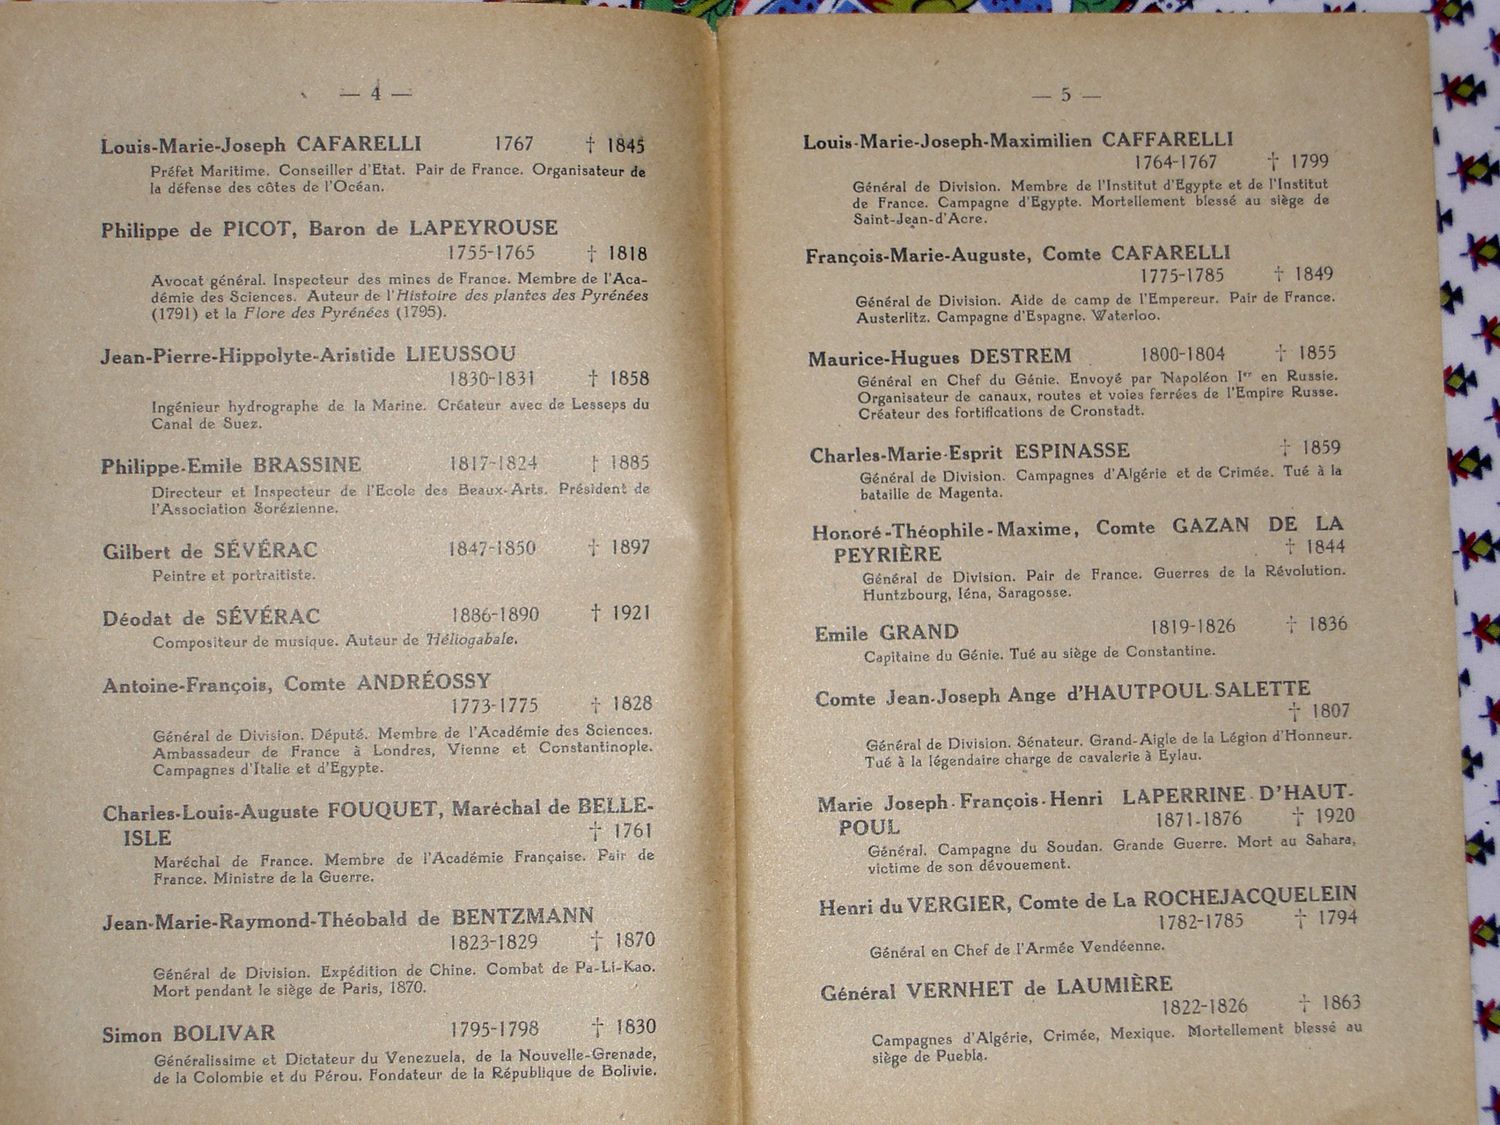 — 4 —
Louis-Marie-Joseph CAFARELLI 1767 † 1845
Préfet Maritime. Conseiller d'Etat. Pair de France. Organisateur de
la défense des côtes de l'Océan.
Philippe de PICOT, Baron de LAPEYROUSE
1755-1765 † 1818
Avocat général. Inspecteur des mines de France. Membre de l'Aca-
démie des Sciences. Auteur de l'Histoire des plantes des Pyrénées
(1791) et la Flore des Pyrénées (1795).
Jean-Pierre-Hippolyte-Aristide LIEUSSOU
1830-1831 † 1858
Ingénieur hydrographe de la Marine. Créateur avec de Lesseps du
Canal de Suez.
Philippe-Emile BRASSINE 1817-1824 † 1885
Directeur et Inspecteur de l'Ecole des Beaux-Arts. Président de
l'Association Sorézienne.
Gilbert de SÉVÉRAC 1847-1850 † 1897
Peintre et portraitiste.
Déodat de SÉVÉRAC 1886-1890 † 1921
Compositeur de musique. Auteur de Héliogabale.
Antoine-François, Comte ANDRÉOSSY
1773-1775 † 1828
Général de Division. Député. Membre de l'Académie des Sciences.
Ambassadeur de France à Londres, Vienne et Constantinople.
Campagnes d'Italie et d'Egypte.
Charles-Louis-Auguste FOUQUET, Maréchal de BELLE-
ISLE † 1761
Maréchal de France. Membre de l'Académie Française. Pair de
France. Ministre de la Guerre.
Jean-Marie-Raymond-Théobald de BENTZMANN
1823-1829 † 1870
Général de Division. Expédition de Chine. Combat de Pa-Li-Kao.
Mort pendant le siège de Paris, 1870.
Simon BOLIVAR 1795-1798 † 1830
Généralissime et Dictateur du Venezuela, de la Nouvelle-Grenade,
de la Colombie et du Pérou. Fondateur de la République de Bolivie.
— 5 —
Louis-Marie-Joseph-Maximilien CAFFARELLI
1764-1767 † 1799
Général de Division. Membre de l'Institut d'Egypte et de l'Institut
de France. Campagne d'Egypte. Mortellement blessé au siège de
Saint-Jean-d'Acre.
François-Marie-Auguste, Comte CAFARELLI
1775-1785 † 1849
Général de Division. Aide de camp de l'Empereur. Pair de France.
Austerlitz. Campagne d'Espagne. Waterloo.
Maurice-Hugues DESTREM 1800-1804 † 1855
Général en Chef du Génie. Envoyé par Napoléon Ier en Russie.
Organisateur de canaux, routes et voies ferrées de l'Empire Russe.
Créateur des fortifications de Cronstadt.
Charles-Marie-Esprit ESPINASSE † 1859
Général de Division. Campagnes d'Algérie et de Crimée. Tué à la
bataille de Magenta.
Honoré-Théophile-Maxime, Comte GAZAN DE LA
PEYRIÈRE † 1844
Général de Division. Pair de France. Guerres de la Révolution.
Huntzbourg, Iéna, Saragosse.
Emile GRAND 1819-1826 † 1836
Capitaine du Génie. Tué au siège de Constantine.
Comte Jean-Joseph Ange d'HAUTPOUL SALETTE
† 1807
Général de Division. Sénateur. Grand-Aigle de la Légion d'Honneur.
Tué à la légendaire charge de cavalerie à Eylau.
Marie Joseph-François-Henri LAPERRINE D'HAUT-
POUL 1871-1876 † 1920
Général. Campagne du Soudan. Grande Guerre. Mort au Sahara,
victime de son dévouement.
Henri du VERGIER, Comte de La ROCHEJACQUELEIN
1782-1785 † 1794
Général en Chef de l'Armée Vendéenne.
Général VERNHET de LAUMIÈRE
1822-1826 † 1863
Campagnes d'Algérie, Crimée, Mexique. Mortellement blessé au
siège de Puebla.